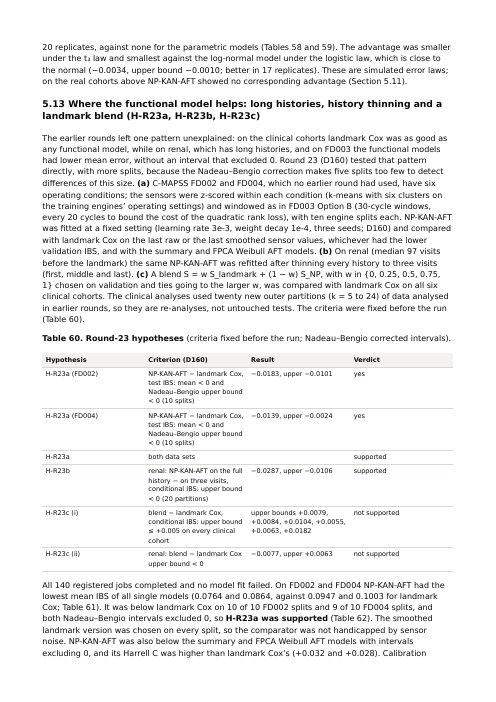 20 replicates, against none for the parametric models (Tables 58 and 59). The advantage was smaller
under the t₃ law and smallest against the log-normal model under the logistic law, which is close to
the normal (−0.0034, upper bound −0.0010; better in 17 replicates). These are simulated error laws;
on the real cohorts above NP-KAN-AFT showed no corresponding advantage (Section 5.11).
5.13 Where the functional model helps: long histories, history thinning and a
landmark blend (H-R23a, H-R23b, H-R23c)
The earlier rounds left one pattern unexplained: on the clinical cohorts landmark Cox was as good as
any functional model, while on renal, which has long histories, and on FD003 the functional models
had lower mean error, without an interval that excluded 0. Round 23 (D160) tested that pattern
directly, with more splits, because the Nadeau–Bengio correction makes five splits too few to detect
differences of this size. (a) C-MAPSS FD002 and FD004, which no earlier round had used, have six
operating conditions; the sensors were z-scored within each condition (k-means with six clusters on
the training engines’ operating settings) and windowed as in FD003 Option B (30-cycle windows,
every 20 cycles to bound the cost of the quadratic rank loss), with ten engine splits each. NP-KAN-AFT
was fitted at a fixed setting (learning rate 3e-3, weight decay 1e-4, three seeds; D160) and compared
with landmark Cox on the last raw or the last smoothed sensor values, whichever had the lower
validation IBS, and with the summary and FPCA Weibull AFT models. (b) On renal (median 97 visits
before the landmark) the same NP-KAN-AFT was refitted after thinning every history to three visits
(first, middle and last). (c) A blend S = w S_landmark + (1 − w) S_NP, with w in {0, 0.25, 0.5, 0.75,
1} chosen on validation and ties going to the larger w, was compared with landmark Cox on all six
clinical cohorts. The clinical analyses used twenty new outer partitions (k = 5 to 24) of data analysed
in earlier rounds, so they are re-analyses, not untouched tests. The criteria were fixed before the run
(Table 60).
Table 60. Round-23 hypotheses (criteria fixed before the run; Nadeau–Bengio corrected intervals).
Hypothesis Criterion (D160) Result Verdict
H-R23a (FD002) NP-KAN-AFT − landmark Cox, −0.0183, upper −0.0101 yes
test IBS: mean < 0 and
Nadeau–Bengio upper bound
< 0 (10 splits)
H-R23a (FD004) NP-KAN-AFT − landmark Cox, −0.0139, upper −0.0024 yes
test IBS: mean < 0 and
Nadeau–Bengio upper bound
< 0 (10 splits)
H-R23a both data sets supported
H-R23b renal: NP-KAN-AFT on the full −0.0287, upper −0.0106 supported
history − on three visits,
conditional IBS: upper bound
< 0 (20 partitions)
H-R23c (i) blend − landmark Cox, upper bounds +0.0079, not supported
conditional IBS: upper bound +0.0084, +0.0104, +0.0055,
≤ +0.005 on every clinical +0.0063, +0.0182
cohort
H-R23c (ii) renal: blend − landmark Cox −0.0077, upper +0.0063 not supported
upper bound < 0
All 140 registered jobs completed and no model fit failed. On FD002 and FD004 NP-KAN-AFT had the
lowest mean IBS of all single models (0.0764 and 0.0864, against 0.0947 and 0.1003 for landmark
Cox; Table 61). It was below landmark Cox on 10 of 10 FD002 splits and 9 of 10 FD004 splits, and
both Nadeau–Bengio intervals excluded 0, so H-R23a was supported (Table 62). The smoothed
landmark version was chosen on every split, so the comparator was not handicapped by sensor
noise. NP-KAN-AFT was also below the summary and FPCA Weibull AFT models with intervals
excluding 0, and its Harrell C was higher than landmark Cox’s (+0.032 and +0.028). Calibration